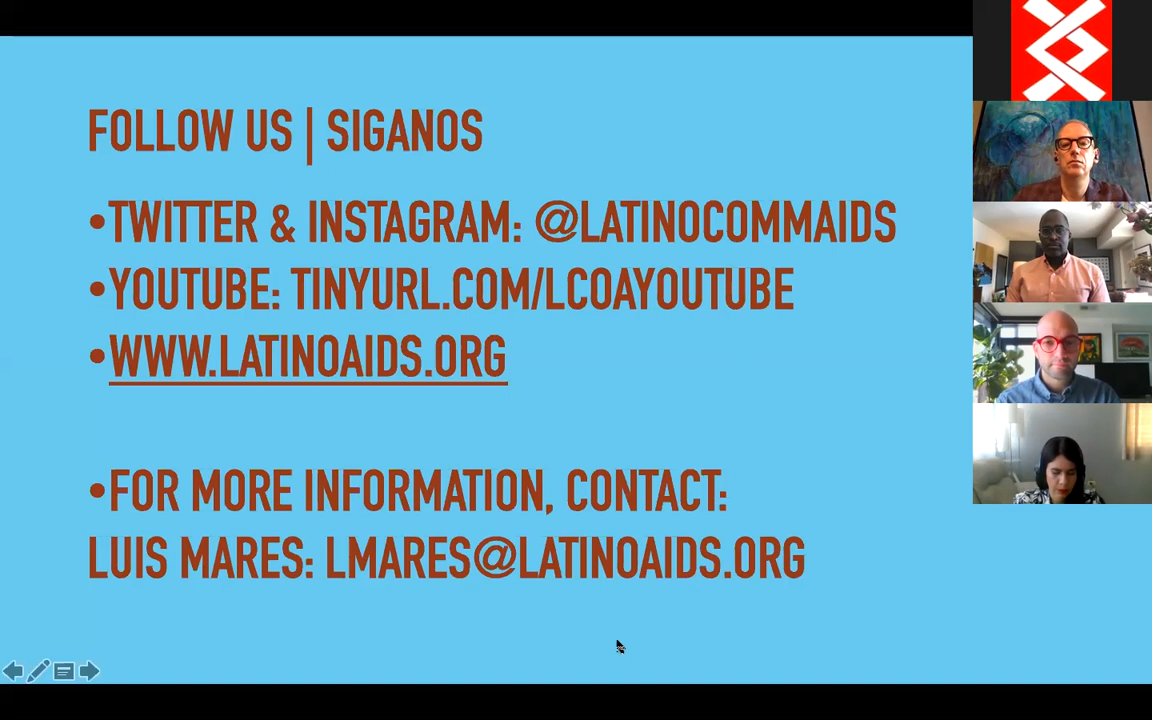 FOLLOW US | SIGANOS
•TWITTER & INSTAGRAM: @LATINOCOMMAIDS
•YOUTUBE: TINYURL.COM/LCOAYOUTUBE
•WWW.LATINOAIDS.ORG
•FOR MORE INFORMATION, CONTACT:
LUIS MARES: LMARES@LATINOAIDS.ORG